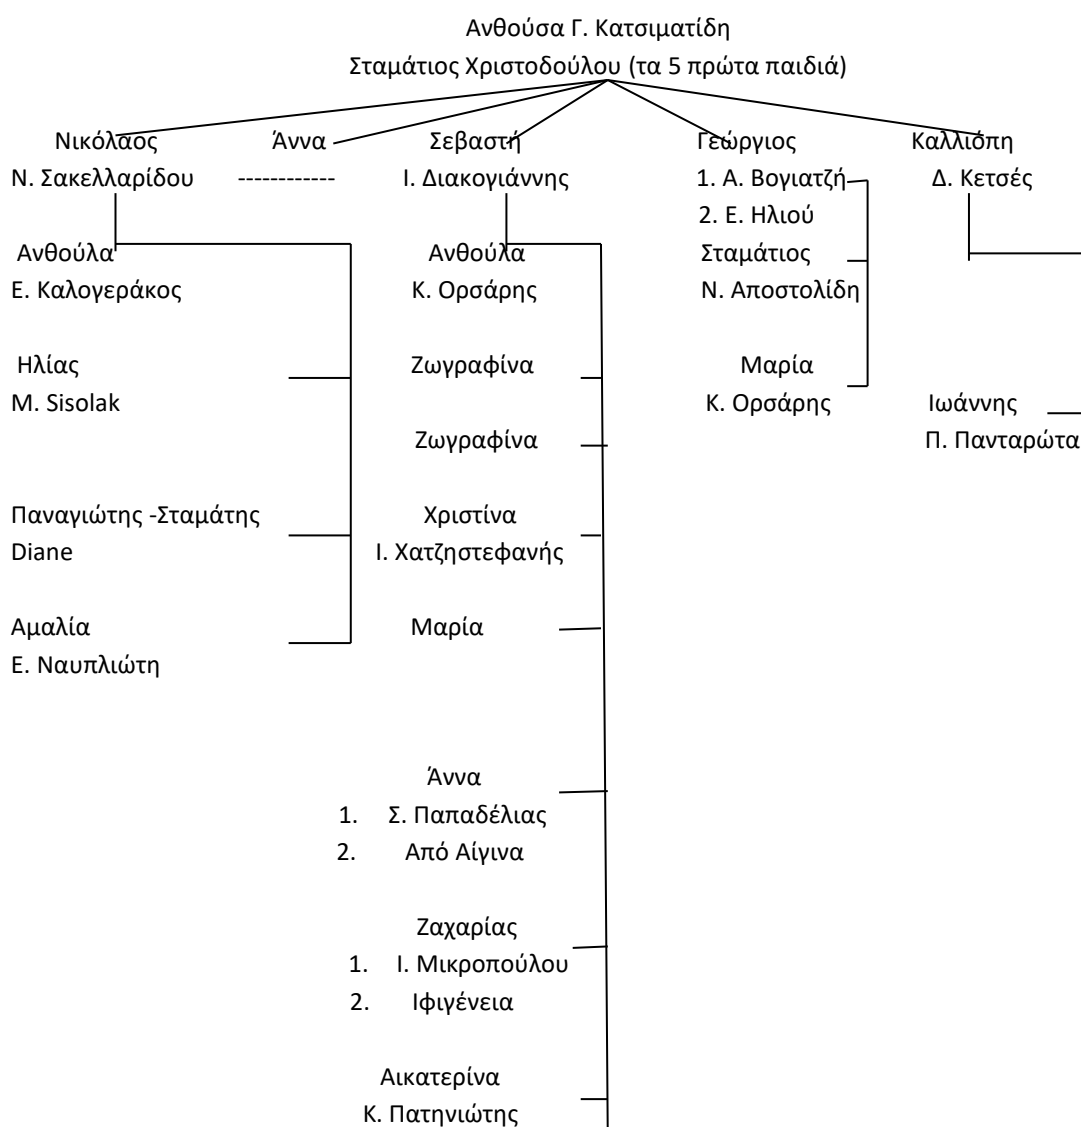 Ανθούσα Γ. Κατσιματίδη
Σταμάτιος Χριστοδούλου (τα 5 πρώτα παιδιά)
Νικόλαος Άννα Σεβαστή Γεώργιος Καλλιόπη
Ν. Σακελλαρίδου ------------ Ι. Διακογιάννης 1. Α. Βογιατζή Δ. Κετσές
2. Ε. Ηλιού
Ανθούλα Ανθούλα Σταμάτιος
Ε. Καλογεράκος Κ. Ορσάρης Ν. Αποστολίδη
Ηλίας Ζωγραφίνα Μαρία
M. Sisolak Κ. Ορσάρης Ιωάννης
Ζωγραφίνα Π. Πανταρώτα
Παναγιώτης -Σταμάτης Χριστίνα
Diane Ι. Χατζηστεφανής
Αμαλία Μαρία
Ε. Ναυπλιώτη
Άννα
1. Σ. Παπαδέλιας
2. Από Αίγινα
Ζαχαρίας
1. Ι. Μικροπούλου
2. Ιφιγένεια
Αικατερίνα
Κ. Πατηνιώτης